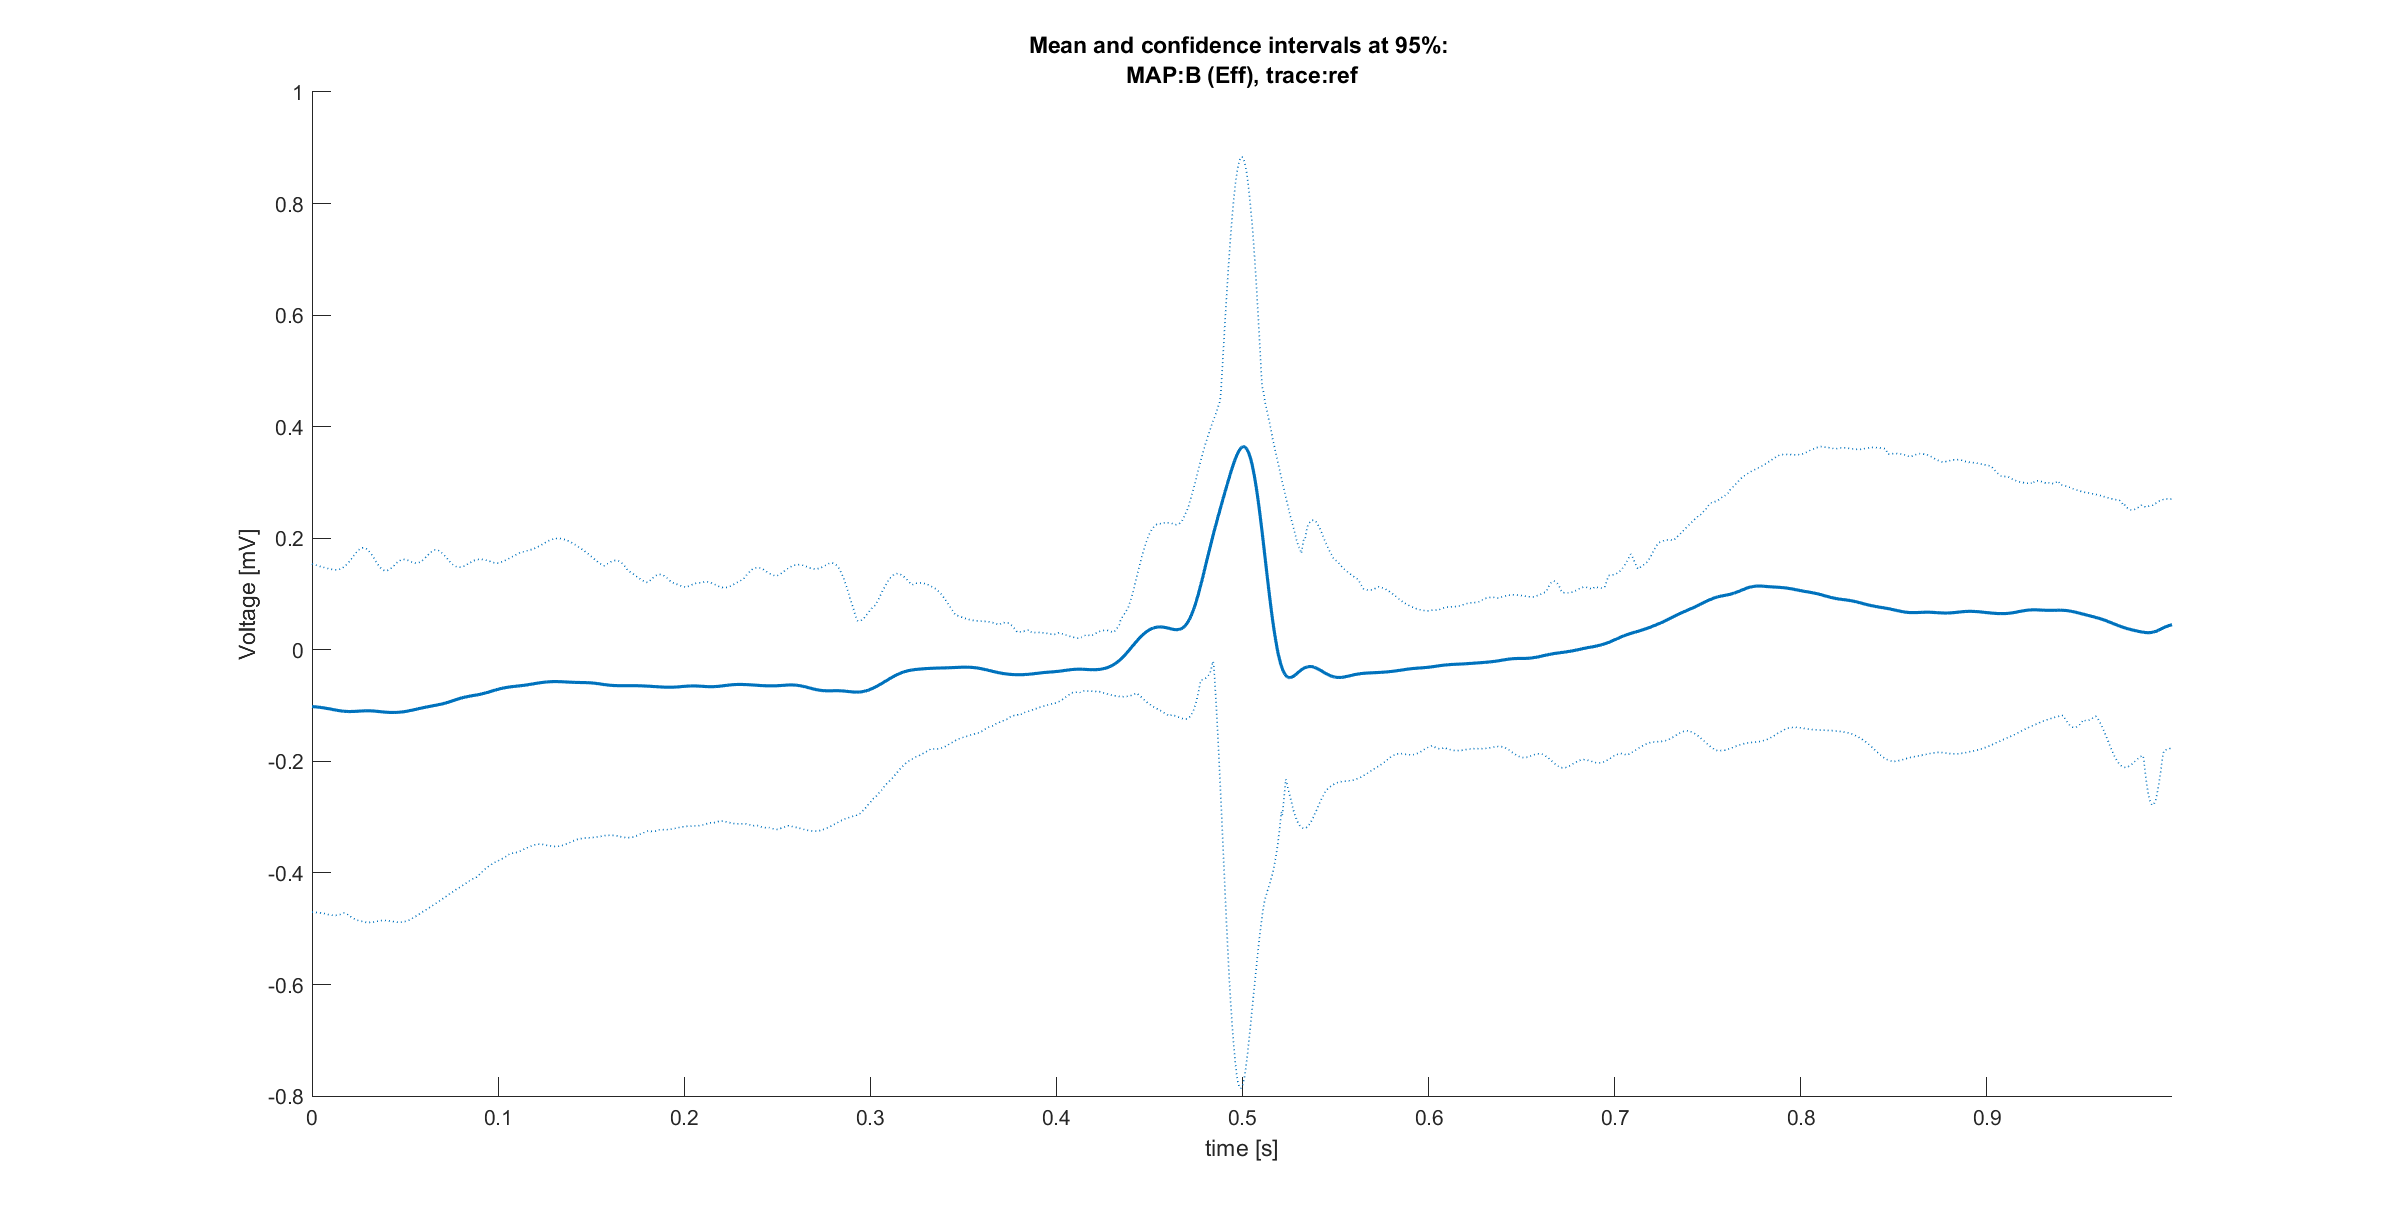 Mean and confidence intervals at 95%:
MAP:B (Eff), trace:ref
1
0.8
0.6
0.4
0.2
0
-0.2
-0.4
-0.6
-0.8
Voltage [mV]
0 0.1 0.2 0.3 0.4 0.5 0.6 0.7 0.8 0.9
time [s]